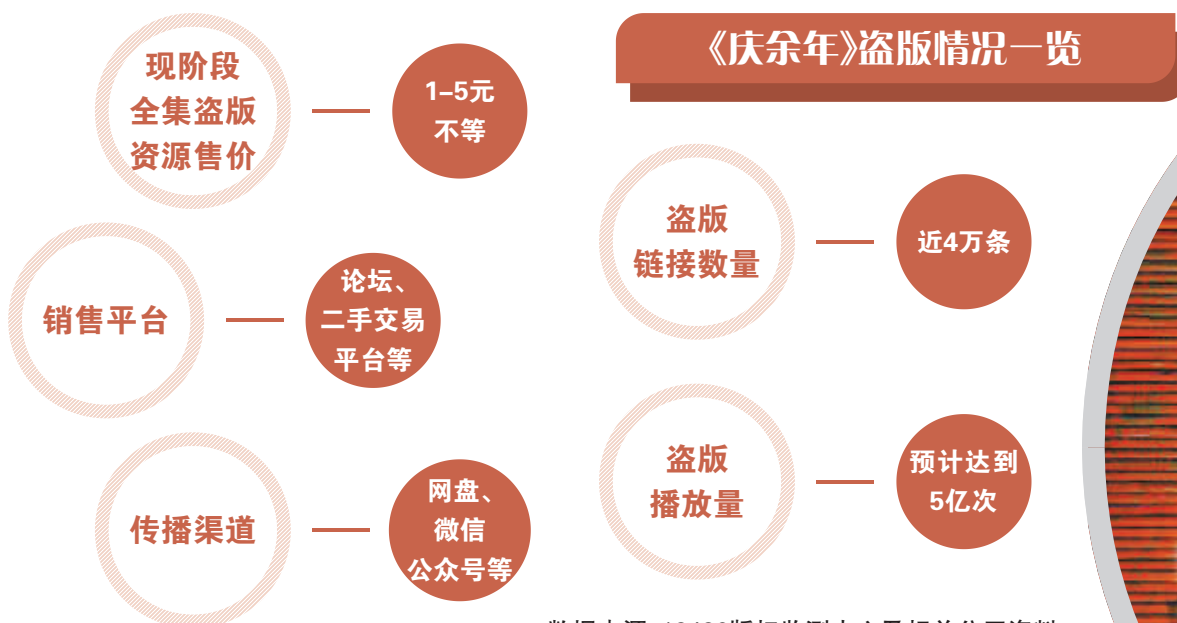 《庆余年》盗版情况一览
现阶段
全集盗版
资源售价
1–5元
不等
销售平台
论坛、
二手交易
平台等
传播渠道
网盘、
微信
公众号等
盗版
链接数量
近4万条
盗版
播放量
预计达到
5亿次